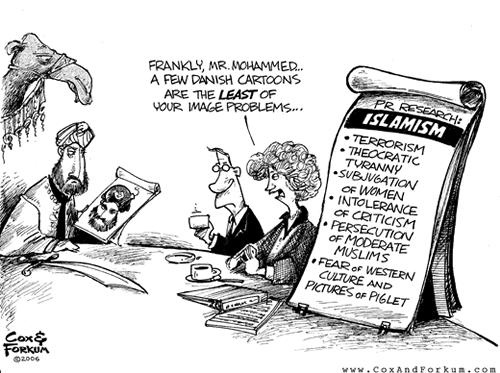 FRANKLY, MR. MOHAMMED..
A FEW DANISH CARTOONS
ARE THE LEAST OF
YOUR IMAGE PROBLEMS...
PR RESEARCH:
ISLAMISM
• TERRORISM
• THEOCRATIC
TYRANNY
• SUBJUGATION
OF WOMEN
• INTOLERANCE
OF CRITICISM
• PERSECUTION
OF MODERATE
MUSLIMS
• FEAR OF WESTERN
CULTURE AND
PICTURES OF PIGLET
COX &
FORKUM
©2006
www.CoxAndForkum.com